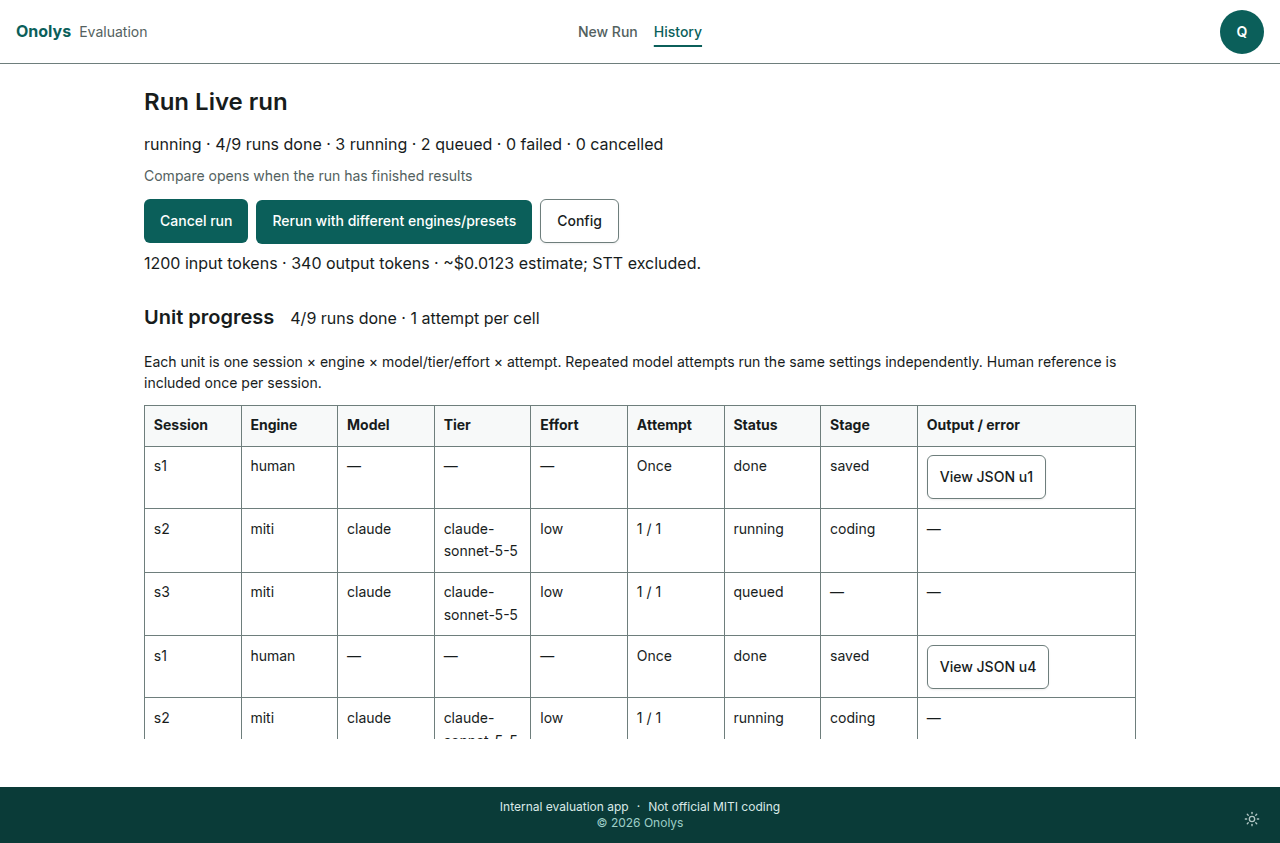 Onolys Evaluation
New Run History
Q
Run Live run
running · 4/9 runs done · 3 running · 2 queued · 0 failed · 0 cancelled
Compare opens when the run has finished results
Cancel run Rerun with different engines/presets Config
1200 input tokens · 340 output tokens · ~$0.0123 estimate; STT excluded.
Unit progress 4/9 runs done · 1 attempt per cell
Each unit is one session × engine × model/tier/effort × attempt. Repeated model attempts run the same settings independently. Human reference is
included once per session.
Session Engine Model Tier Effort Attempt Status Stage Output / error
s1 human — — — Once done saved View JSON u1
s2 miti claude claude-
sonnet-5-5 low 1 / 1 running coding —
s3 miti claude claude-
sonnet-5-5 low 1 / 1 queued — —
s1 human — — — Once done saved View JSON u4
s2 miti claude claude- low 1 / 1 running coding —
Internal evaluation app · Not official MITI coding
© 2026 Onolys